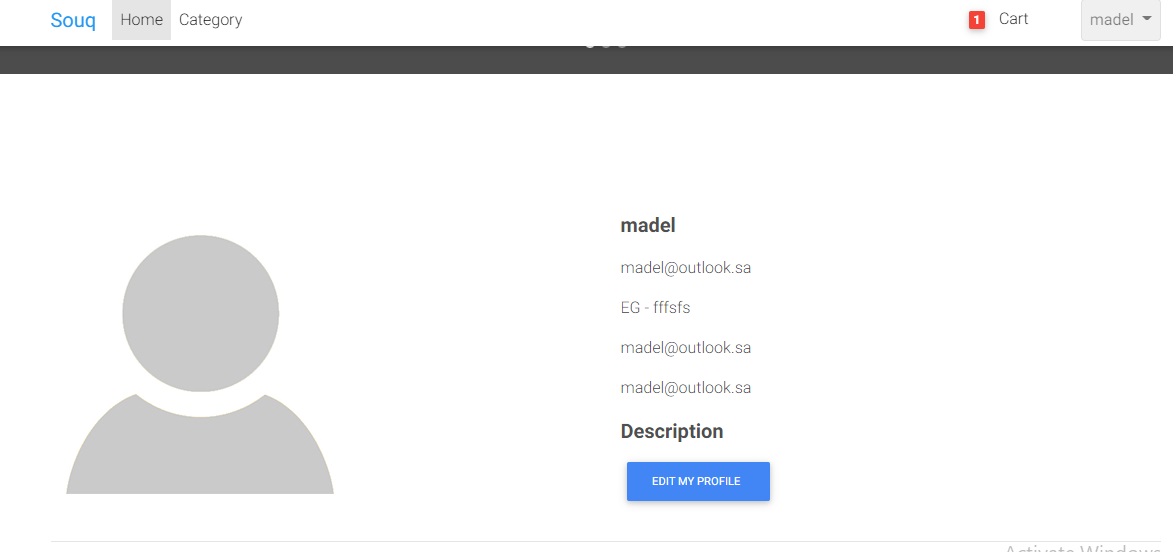 Souq Home Category 1 Cart madel
madel
madel@outlook.sa
EG - fffsfs
madel@outlook.sa
madel@outlook.sa
Description
EDIT MY PROFILE
Activate Windows